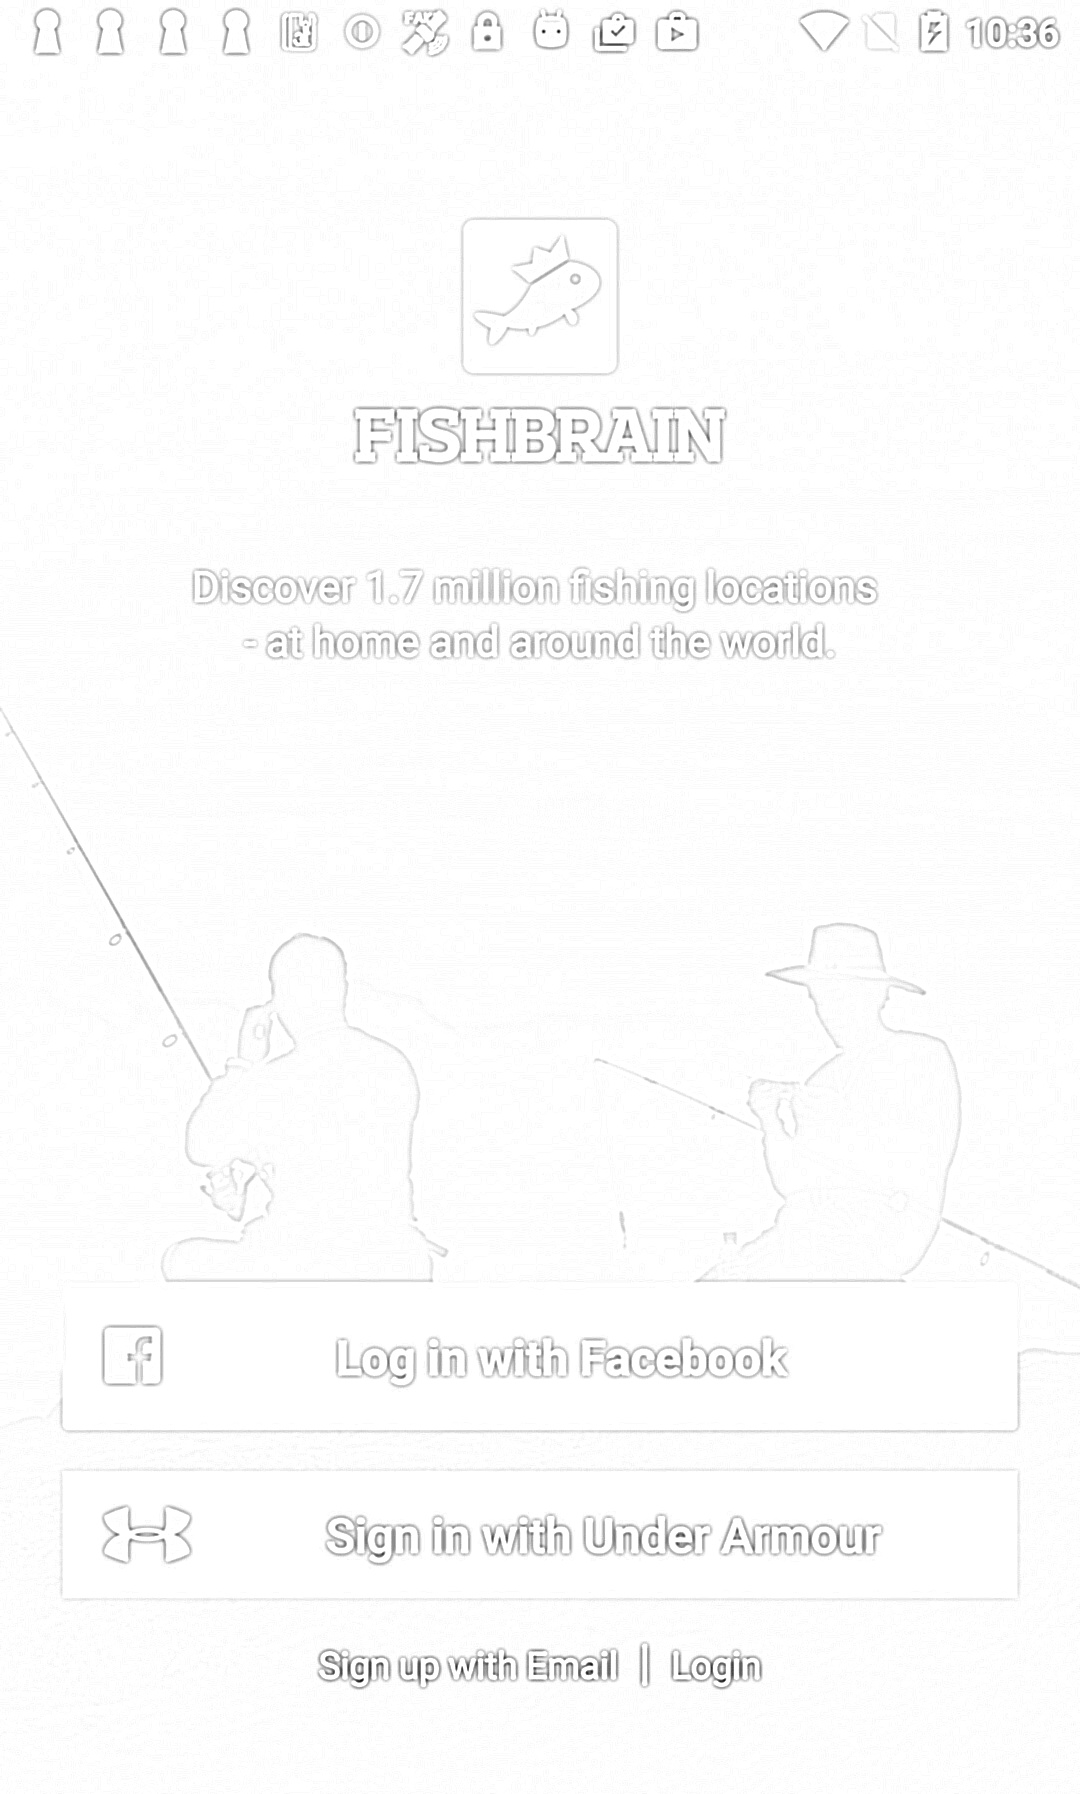 10:36
FISHBRAIN
Discover 1.7 million fishing locations
- at home and around the world.
Log in with Facebook
Sign in with Under Armour
Sign up with Email | Login